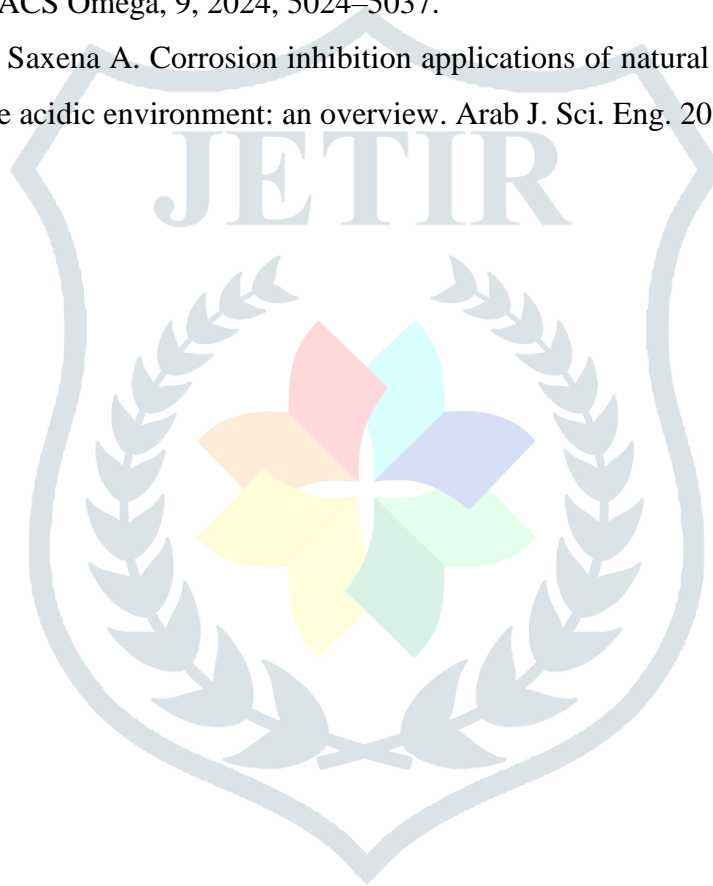 ACS Omega, 9, 2024, 5024–5037.
Saxena A. Corrosion inhibition applications of natural
e acidic environment: an overview. Arab J. Sci. Eng. 20
JETIR